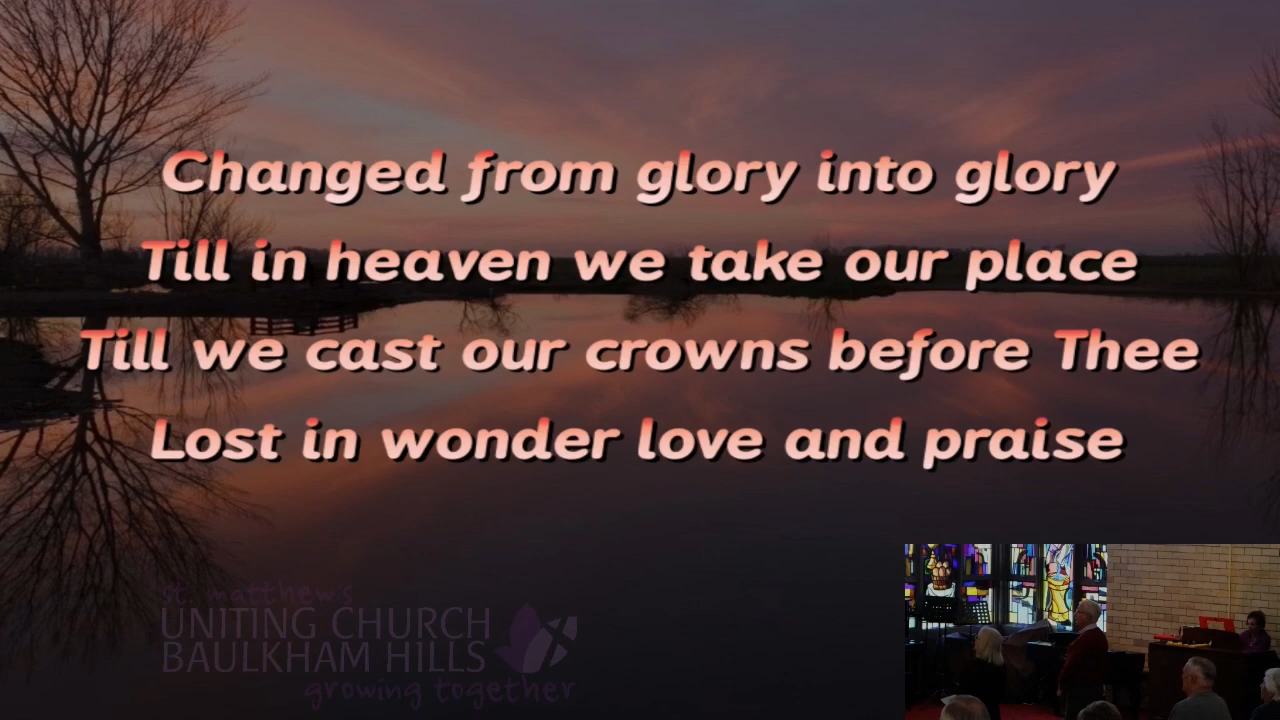 Changed from glory into glory
Till in heaven we take our place
Till we cast our crowns before Thee
Lost in wonder love and praise
st. matthew's
UNITING CHURCH
BAULKHAM HILLS
growing together